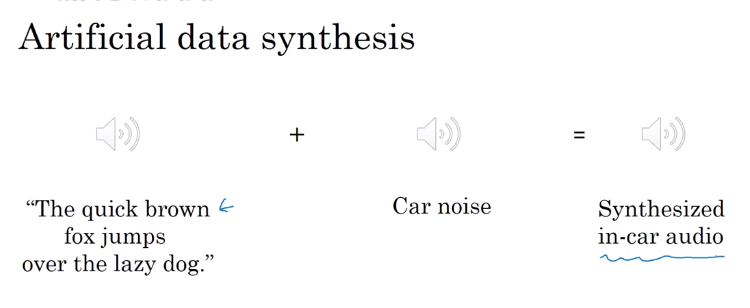 Artificial data synthesis
+
=
“The quick brown
fox jumps
over the lazy dog.”
Car noise
Synthesized
in-car audio